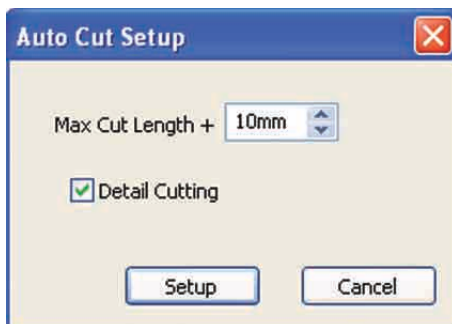 Auto Cut Setup
Max Cut Length + 10mm
Detail Cutting
Setup Cancel